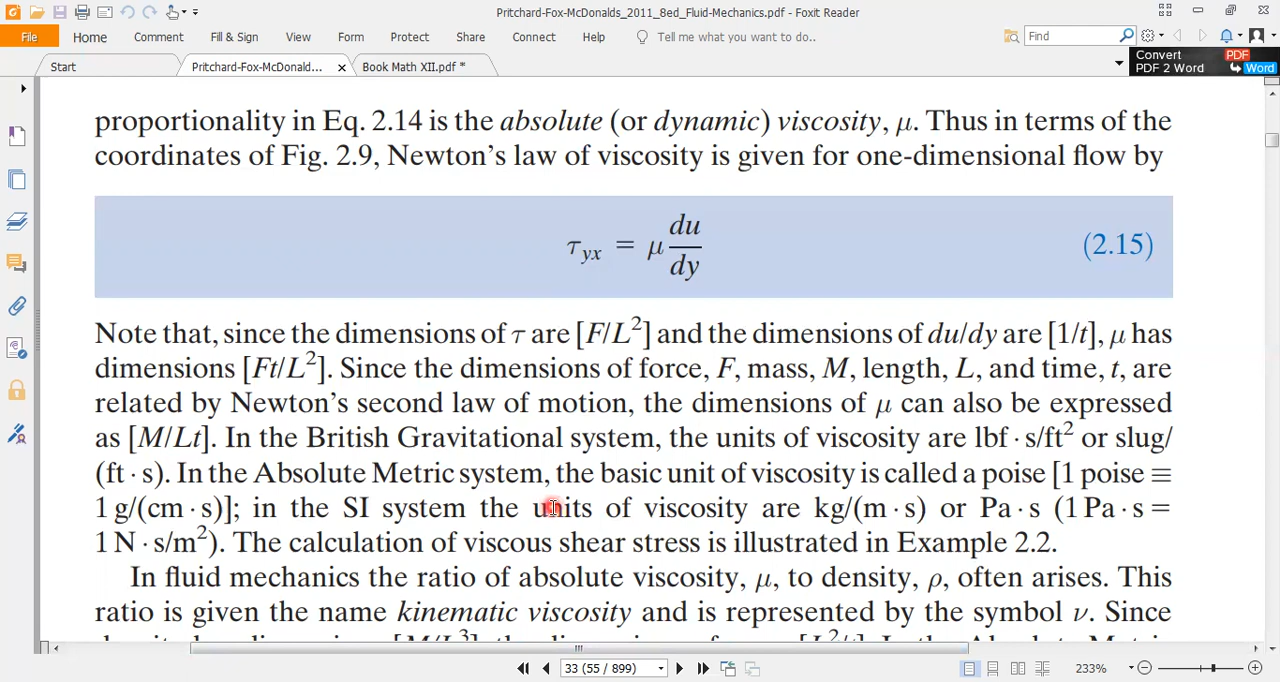 Pritchard-Fox-McDonalds_2011_8ed_Fluid-Mechanics.pdf - Foxit Reader
File Home Comment Fill & Sign View Form Protect Share Connect Help Tell me what you want to do.. Find
Start Pritchard-Fox-McDonald... Book Math XII.pdf *
Convert PDF
PDF 2 Word Word
proportionality in Eq. 2.14 is the absolute (or dynamic) viscosity, μ. Thus in terms of the
coordinates of Fig. 2.9, Newton's law of viscosity is given for one-dimensional flow by
τyx = μ du/dy (2.15)
Note that, since the dimensions of τ are [F/L²] and the dimensions of du/dy are [1/t], μ has
dimensions [Ft/L²]. Since the dimensions of force, F, mass, M, length, L, and time, t, are
related by Newton's second law of motion, the dimensions of μ can also be expressed
as [M/Lt]. In the British Gravitational system, the units of viscosity are lbf · s/ft² or slug/
(ft · s). In the Absolute Metric system, the basic unit of viscosity is called a poise [1 poise ≡
1 g/(cm · s)]; in the SI system the units of viscosity are kg/(m · s) or Pa · s (1 Pa · s =
1 N · s/m²). The calculation of viscous shear stress is illustrated in Example 2.2.
In fluid mechanics the ratio of absolute viscosity, μ, to density, ρ, often arises. This
ratio is given the name kinematic viscosity and is represented by the symbol ν. Since
33 (55 / 899) 233%